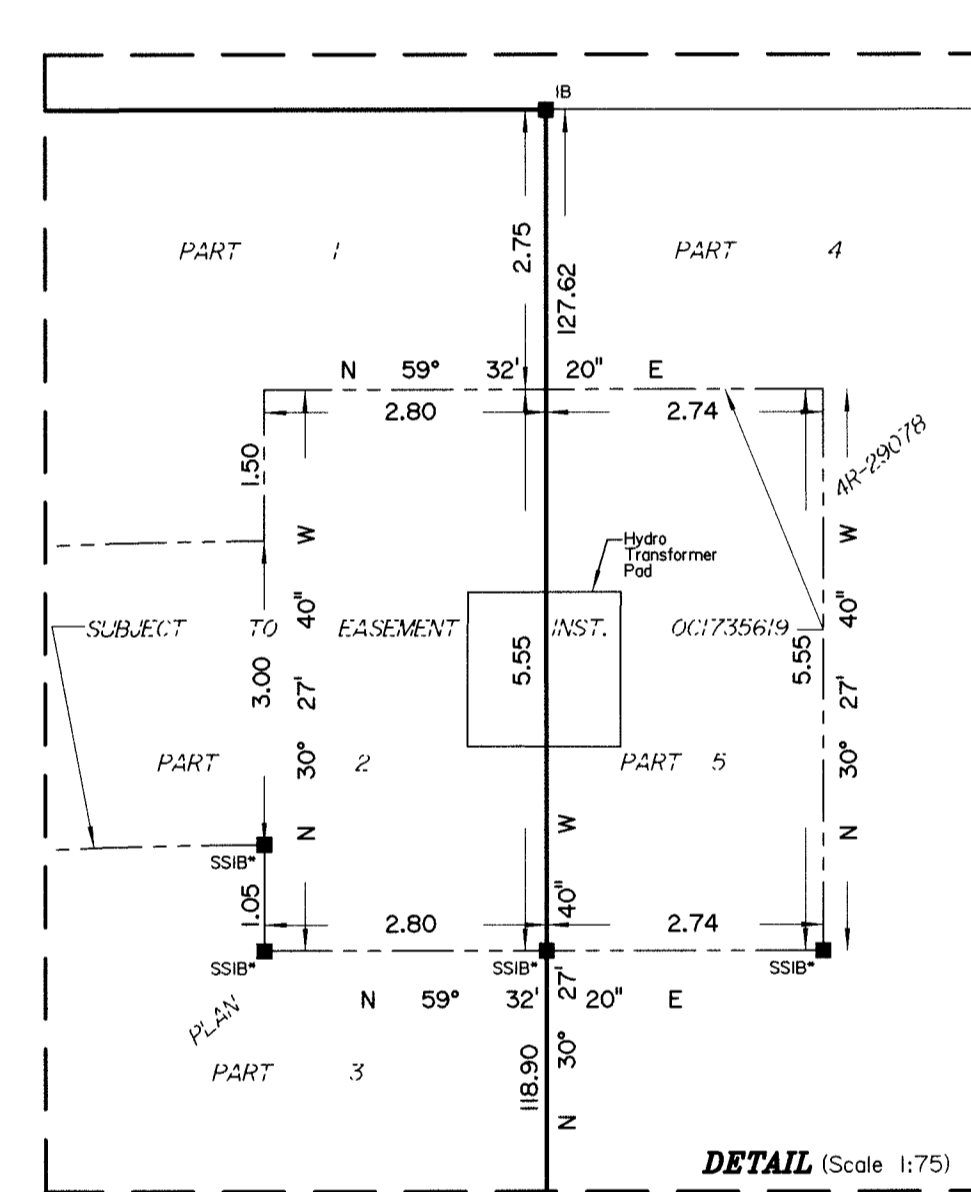 IB
PART 1
PART 4
2.75
127.62
N 59° 32' 20" E
2.80
2.74
1.50
4R-29078
N 30° 27' 40" W
N 30° 27' 40" W
Hydro
Transformer
Pad
SUBJECT TO EASEMENT INST. OC1735619
3.00
5.55
5.55
PART 2
PART 5
SSIB*
1.05
2.80
2.74
SSIB*
SSIB*
SSIB*
N 59° 32' 20" E
PLAN
PART 3
118.90
N 30° 27' 40" W
DETAIL (Scale 1:75)